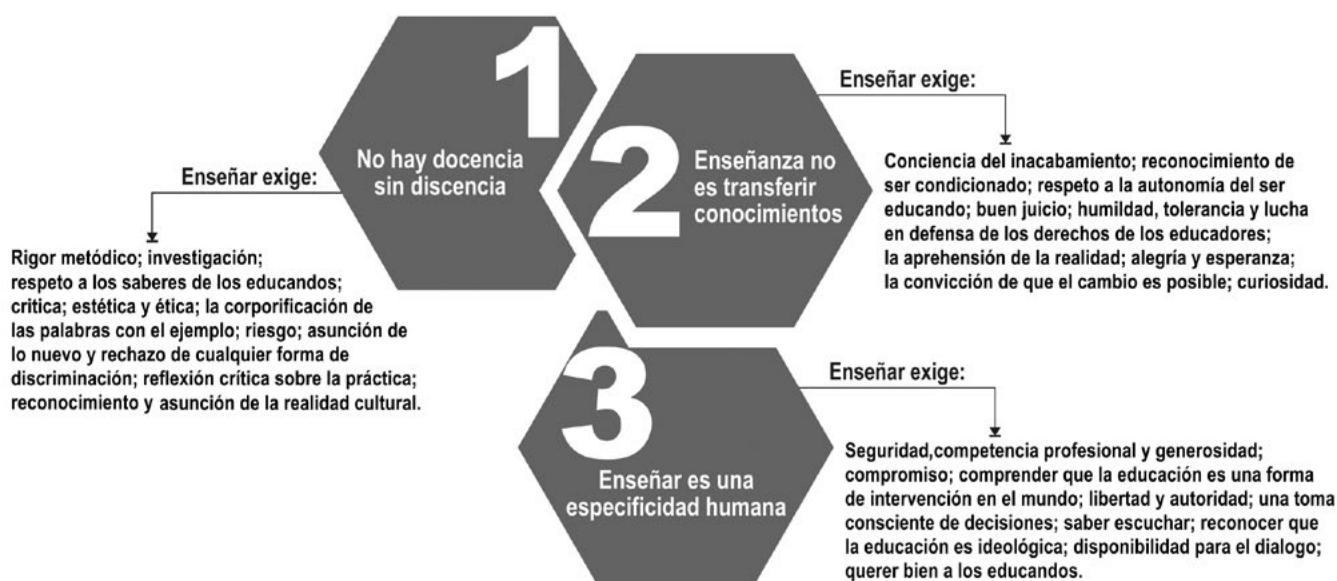 1
No hay docencia
sin discencia
Enseñar exige:
Rigor metódico; investigación;
respeto a los saberes de los educandos;
critica; estética y ética; la corporificación de
las palabras con el ejemplo; riesgo; asunción de
lo nuevo y rechazo de cualquier forma de
discriminación; reflexión crítica sobre la práctica;
reconocimiento y asunción de la realidad cultural.
2
Enseñanza no
es transferir
conocimientos
Enseñar exige:
Conciencia del inacabamiento; reconocimiento de
ser condicionado; respeto a la autonomía del ser
educando; buen juicio; humildad, tolerancia y lucha
en defensa de los derechos de los educadores;
la aprehensión de la realidad; alegría y esperanza;
la convicción de que el cambio es posible; curiosidad.
3
Enseñar es una
especificidad humana
Enseñar exige:
Seguridad,competencia profesional y generosidad;
compromiso; comprender que la educación es una forma
de intervención en el mundo; libertad y autoridad; una toma
consciente de decisiones; saber escuchar; reconocer que
la educación es ideológica; disponibilidad para el dialogo;
querer bien a los educandos.